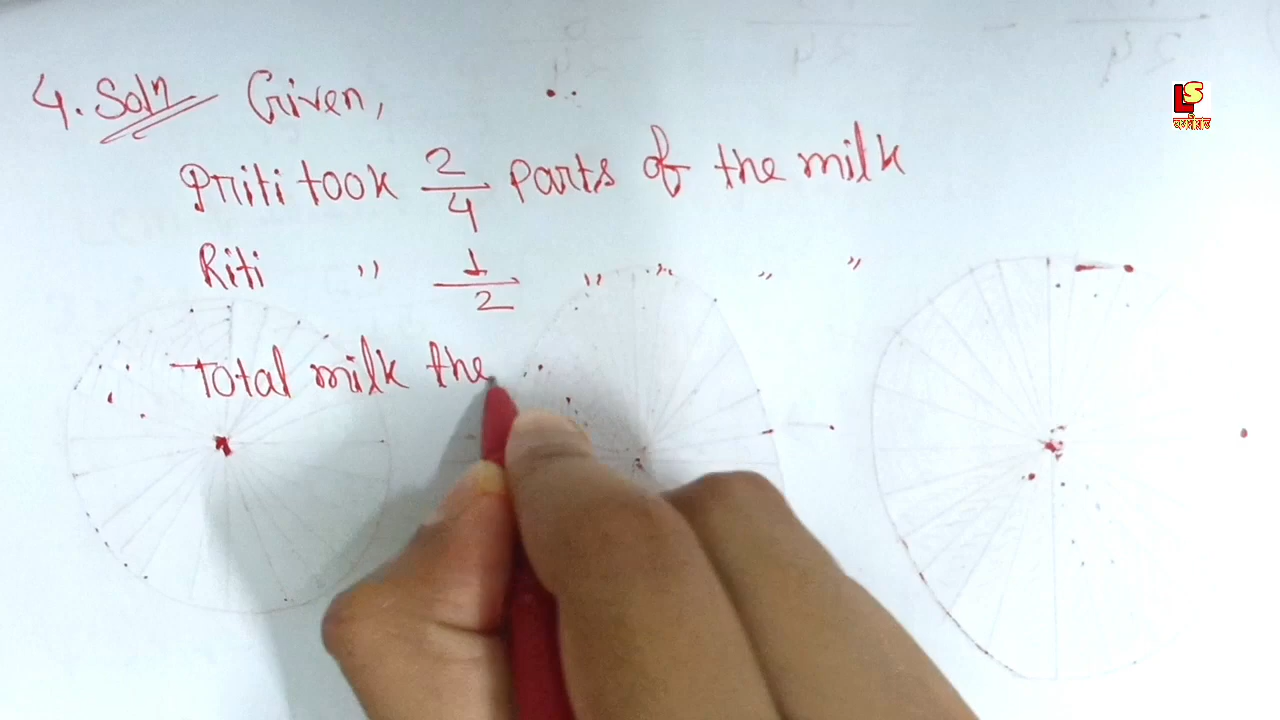 4. Soln Given,
Priti took 2/4 parts of the milk
Riti ,, 1/2 ,, ,, ,, ,,
∴ Total milk the
LS